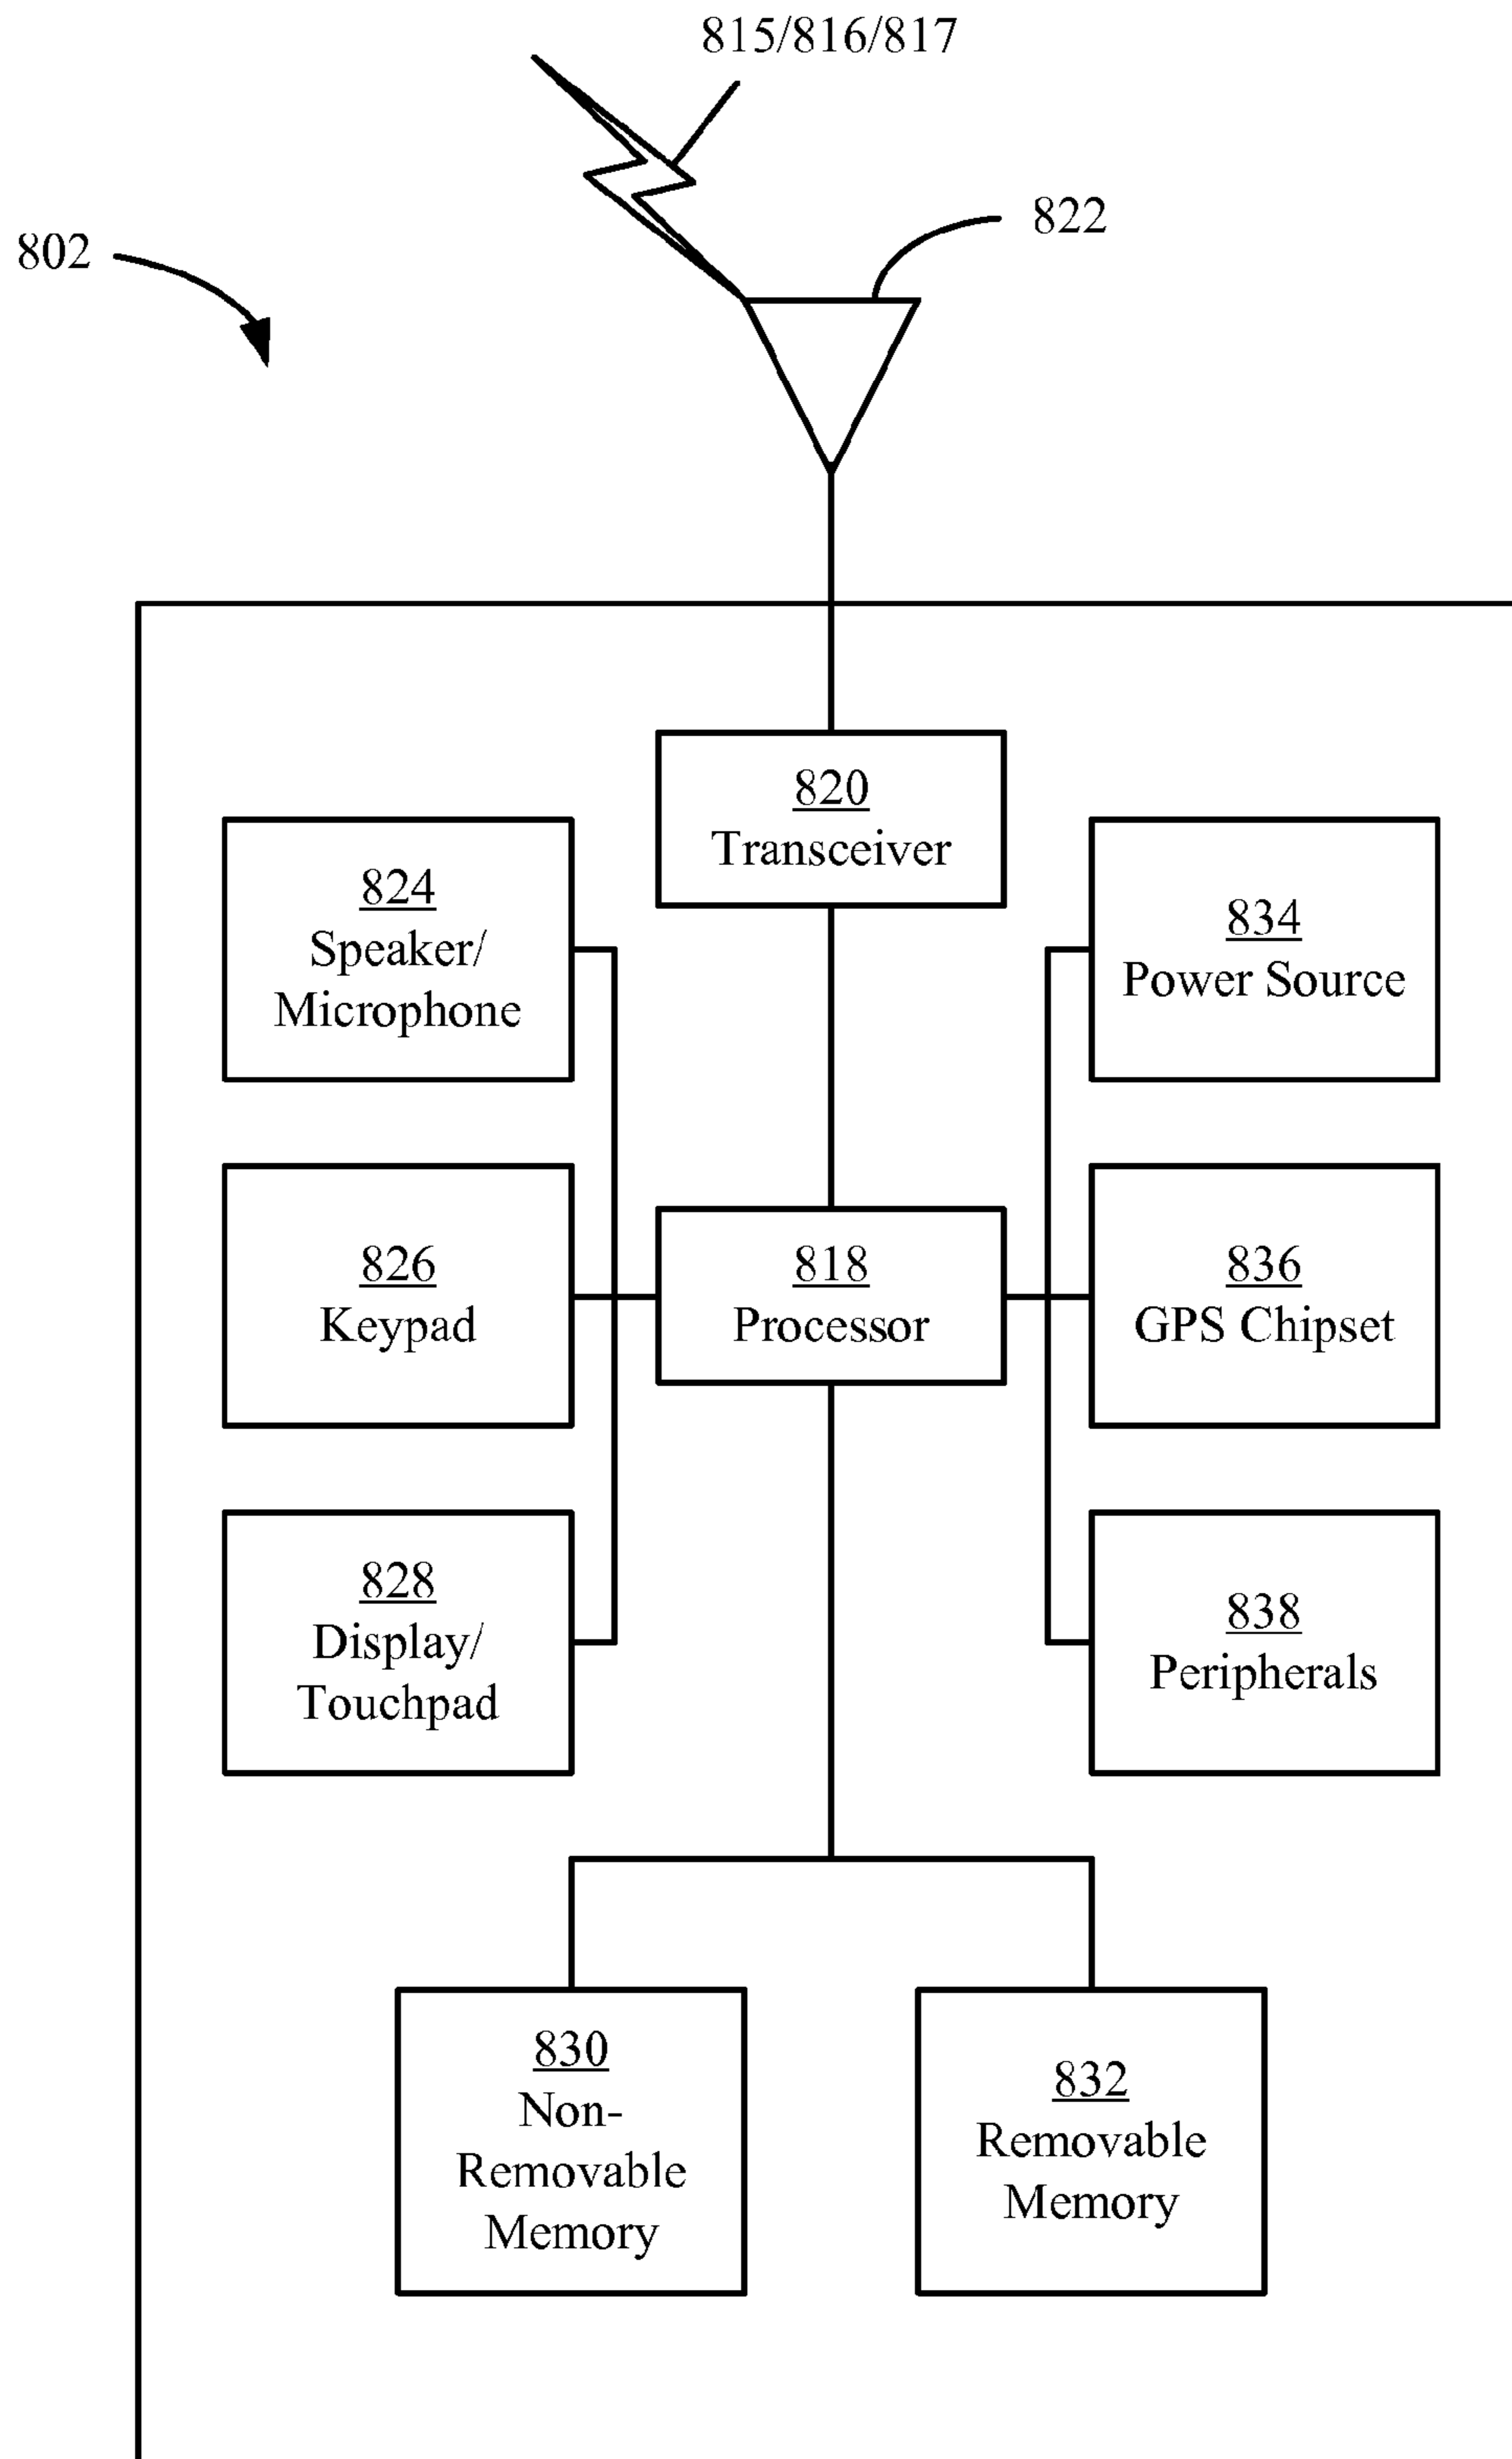 815/816/817
822
802
820
Transceiver
824
Speaker/
Microphone
834
Power Source
826
Keypad
818
Processor
836
GPS Chipset
828
Display/
Touchpad
838
Peripherals
830
Non-
Removable
Memory
832
Removable
Memory